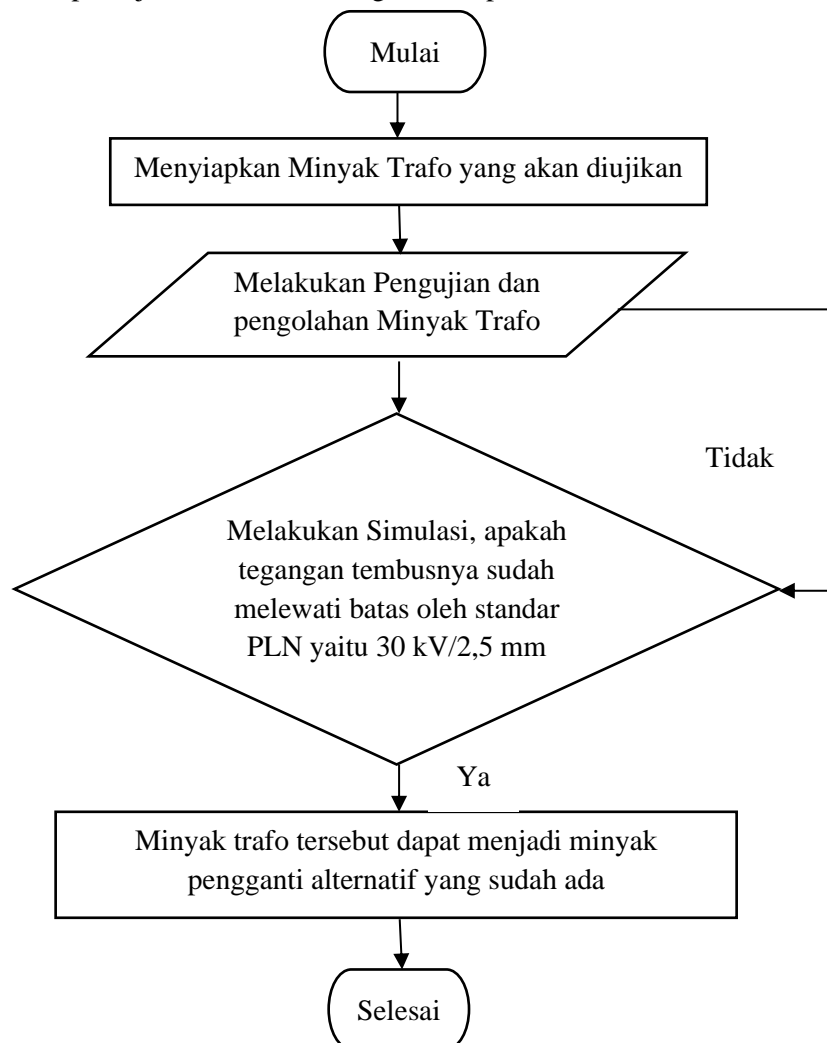 Mulai
Menyiapkan Minyak Trafo yang akan diujikan
Melakukan Pengujian dan
pengolahan Minyak Trafo
Tidak
Melakukan Simulasi, apakah
tegangan tembusnya sudah
melewati batas oleh standar
PLN yaitu 30 kV/2,5 mm
Ya
Minyak trafo tersebut dapat menjadi minyak
pengganti alternatif yang sudah ada
Selesai